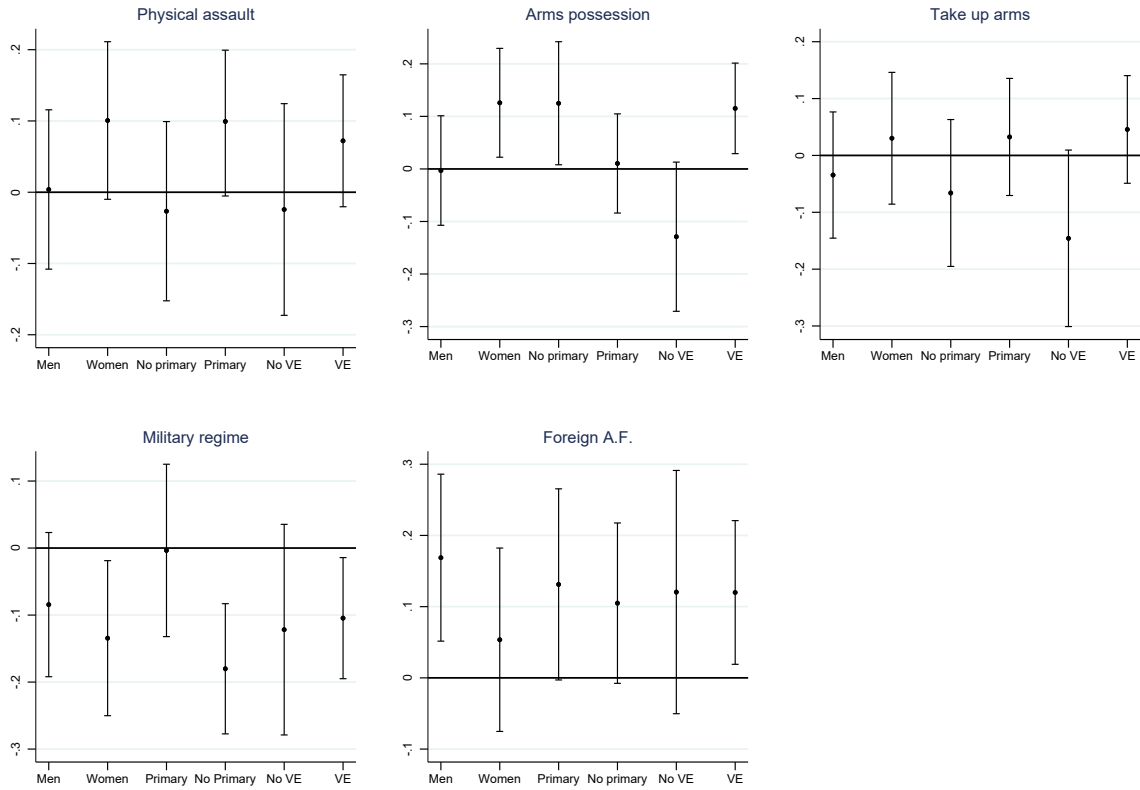 Physical assault
.2
.1
0
-.1
-.2
Men Women No primary Primary No VE VE
Arms possession
.2
.1
0
-.1
-.2
-.3
Men Women No primary Primary No VE VE
Take up arms
.2
.1
0
-.1
-.2
-.3
Men Women No primary Primary No VE VE
Military regime
.1
0
-.1
-.2
-.3
Men Women Primary No Primary No VE VE
Foreign A.F.
.3
.2
.1
0
-.1
Men Women Primary No primary No VE VE